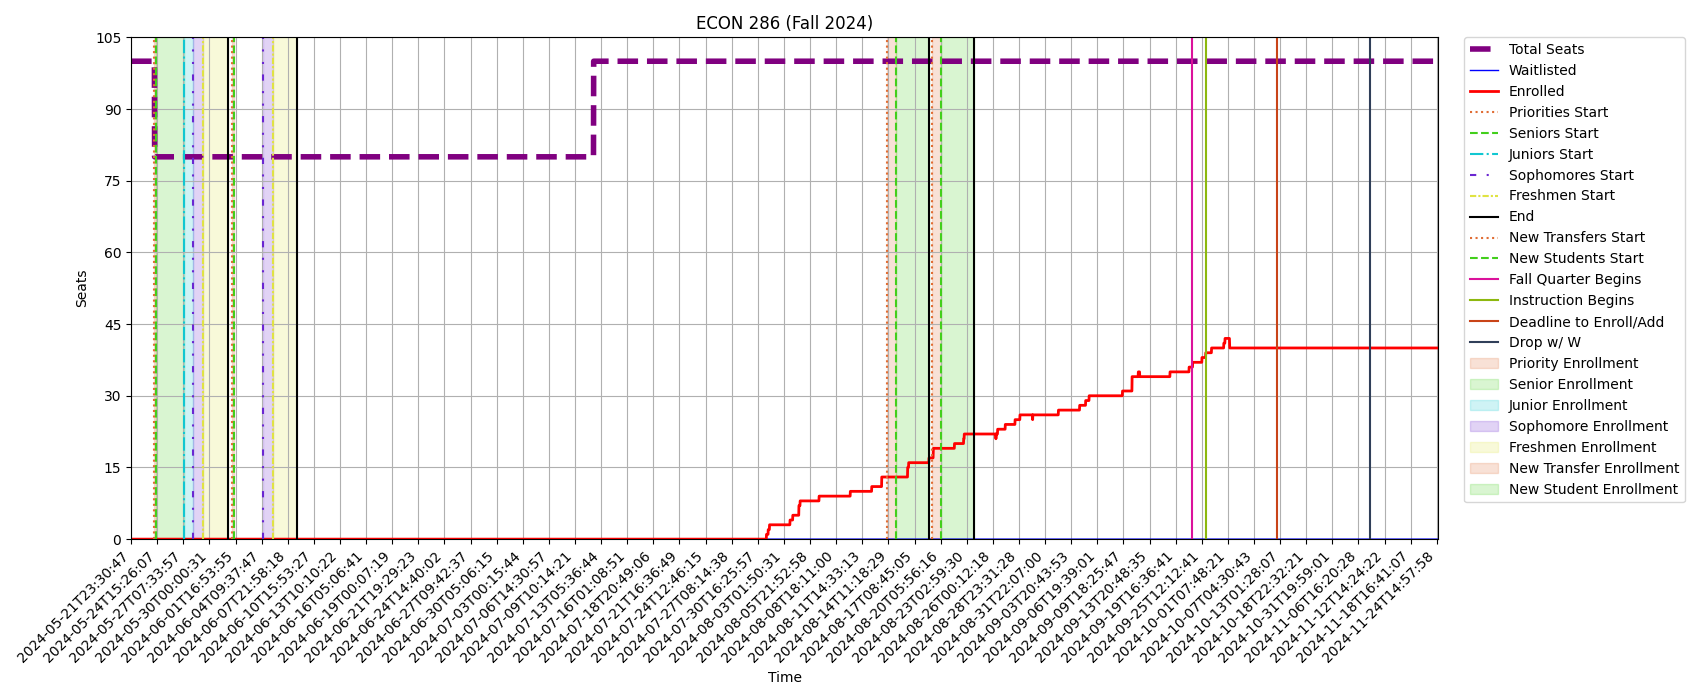 ECON 286 (Fall 2024)
105
90
75
60
45
30
15
0
Seats
2024-05-21T23:30:47
2024-05-24T15:26:07
2024-05-27T07:33:57
2024-05-30T00:00:31
2024-06-01T16:53:55
2024-06-04T09:37:47
2024-06-07T21:58:18
2024-06-10T15:53:27
2024-06-13T10:10:22
2024-06-16T05:06:41
2024-06-19T00:07:19
2024-06-21T19:29:23
2024-06-24T14:40:02
2024-06-27T09:42:37
2024-06-30T05:06:15
2024-07-03T00:15:44
2024-07-06T14:30:57
2024-07-09T10:14:21
2024-07-13T05:36:44
2024-07-16T01:08:51
2024-07-18T20:49:06
2024-07-21T16:36:49
2024-07-24T12:46:15
2024-07-27T08:14:38
2024-07-30T16:25:57
2024-08-03T01:50:31
2024-08-05T21:52:58
2024-08-08T18:11:00
2024-08-11T14:33:13
2024-08-14T11:18:29
2024-08-17T08:45:05
2024-08-20T05:56:16
2024-08-23T02:59:30
2024-08-26T00:12:18
2024-08-28T23:31:28
2024-08-31T22:07:00
2024-09-03T20:43:53
2024-09-06T19:39:01
2024-09-09T18:25:47
2024-09-13T20:48:35
2024-09-19T16:36:41
2024-09-25T12:12:41
2024-10-01T07:48:21
2024-10-07T04:30:43
2024-10-13T01:28:07
2024-10-18T22:32:21
2024-10-31T19:59:01
2024-11-06T16:20:28
2024-11-12T14:24:22
2024-11-18T16:41:07
2024-11-24T14:57:58
Time
Total Seats
Waitlisted
Enrolled
Priorities Start
Seniors Start
Juniors Start
Sophomores Start
Freshmen Start
End
New Transfers Start
New Students Start
Fall Quarter Begins
Instruction Begins
Deadline to Enroll/Add
Drop w/ W
Priority Enrollment
Senior Enrollment
Junior Enrollment
Sophomore Enrollment
Freshmen Enrollment
New Transfer Enrollment
New Student Enrollment